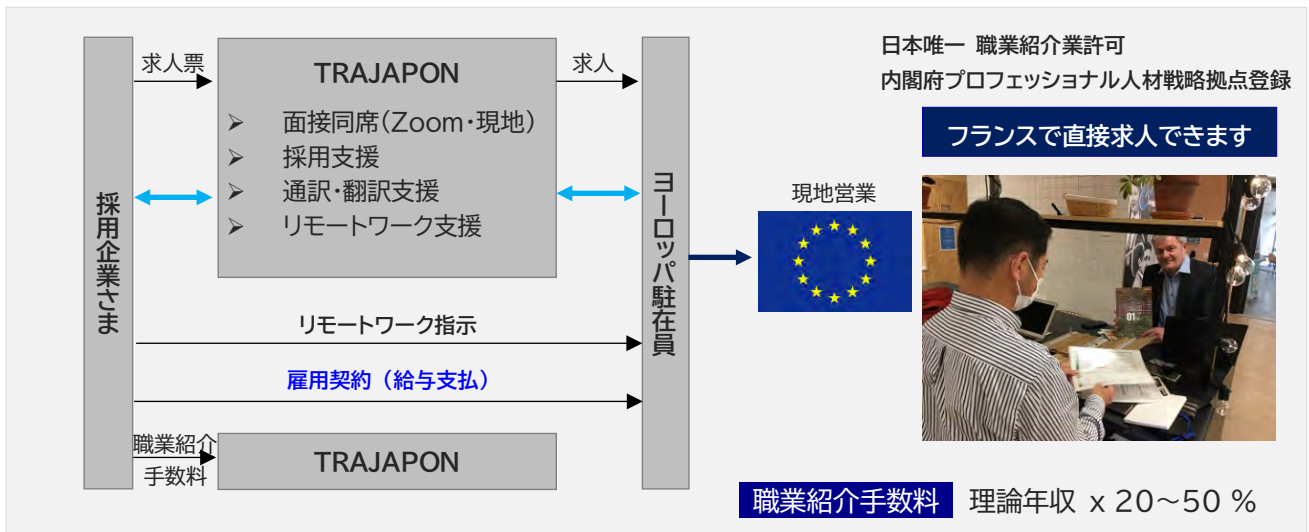 日本唯一 職業紹介業許可
内閣府プロフェッショナル人材戦略拠点登録
フランスで直接求人できます
求人票
TRAJAPON
求人
➢ 面接同席(Zoom・現地)
➢ 採用支援
➢ 通訳・翻訳支援
➢ リモートワーク支援
採用企業さま
ヨーロッパ駐在員
現地営業
リモートワーク指示
雇用契約（給与支払）
職業紹介
手数料
TRAJAPON
職業紹介手数料 理論年収 x 20～50 %